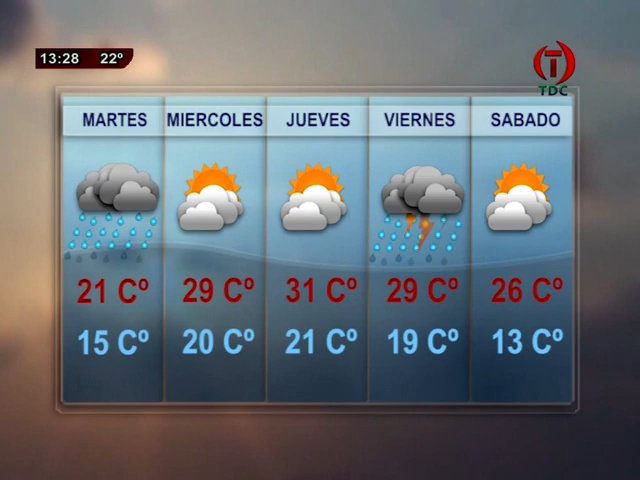 13:28 22º
T
TDC
MARTES MIERCOLES JUEVES VIERNES SABADO
21 Cº 29 Cº 31 Cº 29 Cº 26 Cº
15 Cº 20 Cº 21 Cº 19 Cº 13 Cº